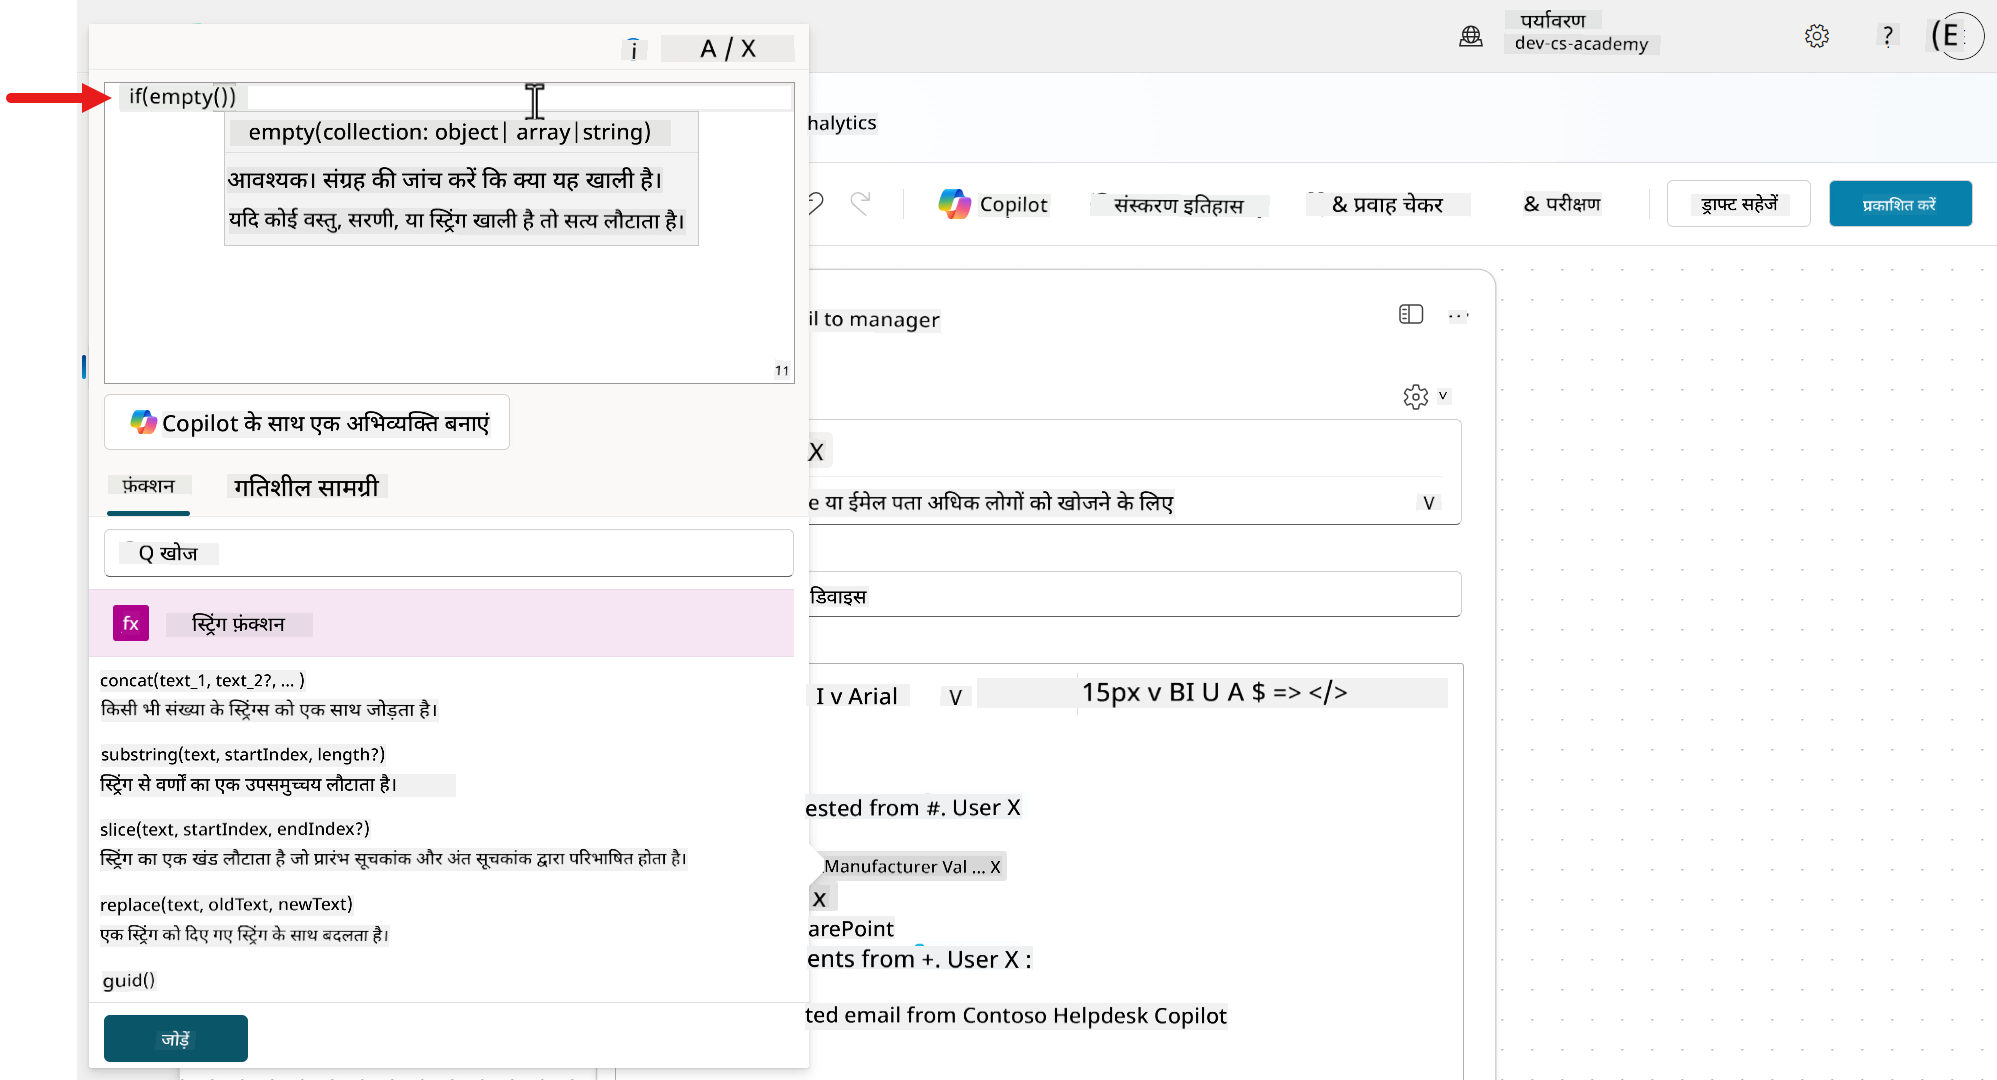 i A / X
if(empty())
empty(collection: object| array|string)
आवश्यक। संग्रह की जांच करें कि क्या यह खाली है।
यदि कोई वस्तु, सरणी, या स्ट्रिंग खाली है तो सत्य लौटाता है।
11
Copilot के साथ एक अभिव्यक्ति बनाएं
फ़ंक्शन गतिशील सामग्री
Q खोज
fx स्ट्रिंग फ़ंक्शन
concat(text_1, text_2?, ... )
किसी भी संख्या के स्ट्रिंग्स को एक साथ जोड़ता है।
substring(text, startIndex, length?)
स्ट्रिंग से वर्णों का एक उपसमुच्चय लौटाता है।
slice(text, startIndex, endIndex?)
स्ट्रिंग का एक खंड लौटाता है जो प्रारंभ सूचकांक और अंत सूचकांक द्वारा परिभाषित होता है।
replace(text, oldText, newText)
एक स्ट्रिंग को दिए गए स्ट्रिंग के साथ बदलता है।
guid()
जोड़ें
पर्यावरण
dev-cs-academy
? (E
halytics
Copilot संस्करण इतिहास & प्रवाह चेकर & परीक्षण ड्राफ्ट सहेजें प्रकाशित करें
il to manager ...
v
X
e या ईमेल पता अधिक लोगों को खोजने के लिए V
डिवाइस
I v Arial V 15px v BI U A $ => </>
ested from #. User X
Manufacturer Val ... X
x
arePoint
ents from +. User X :
ted email from Contoso Helpdesk Copilot